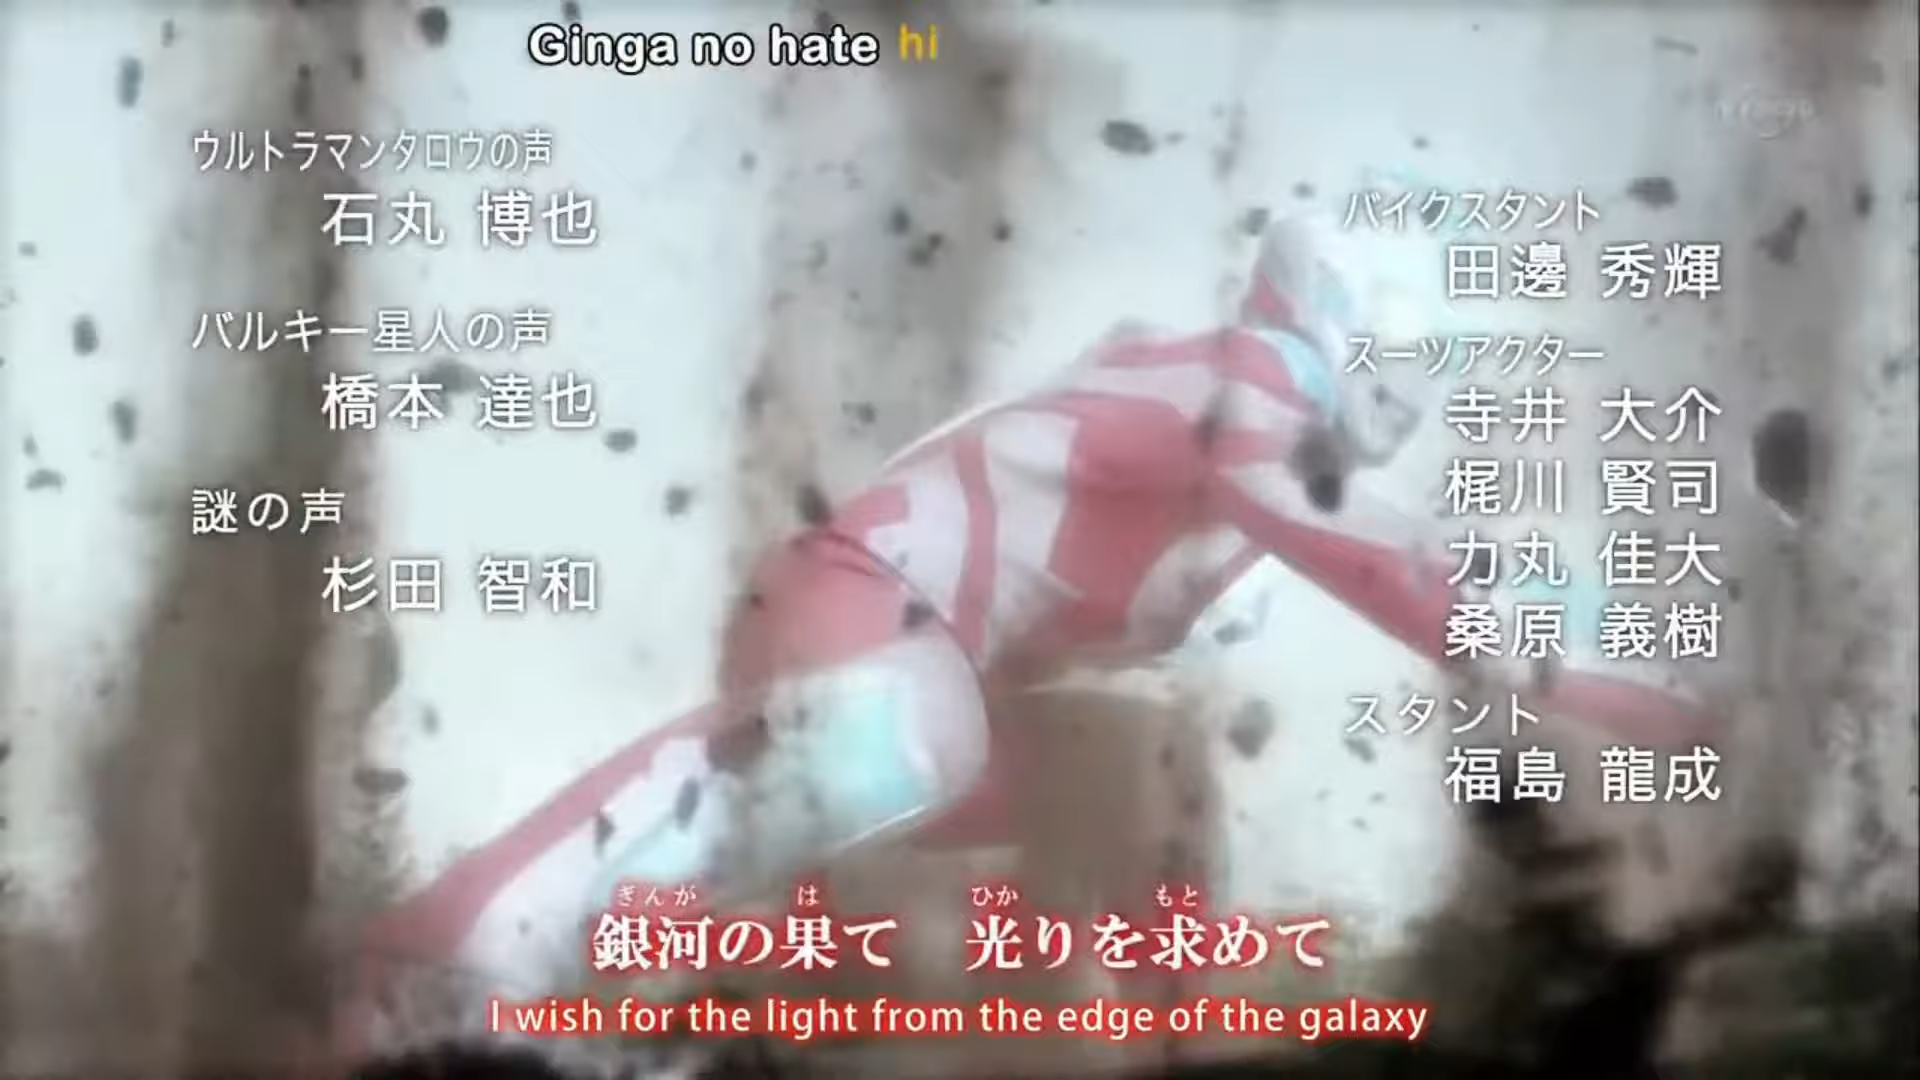 Ginga no hate hi
ウルトラマンタロウの声
石丸 博也
バルキー星人の声
橋本 達也
謎の声
杉田 智和
バイクスタント
田邊 秀輝
スーツアクター
寺井 大介
梶川 賢司
力丸 佳大
桑原 義樹
スタント
福島 龍成
ぎんが は ひか もと
銀河の果て 光りを求めて
I wish for the light from the edge of the galaxy